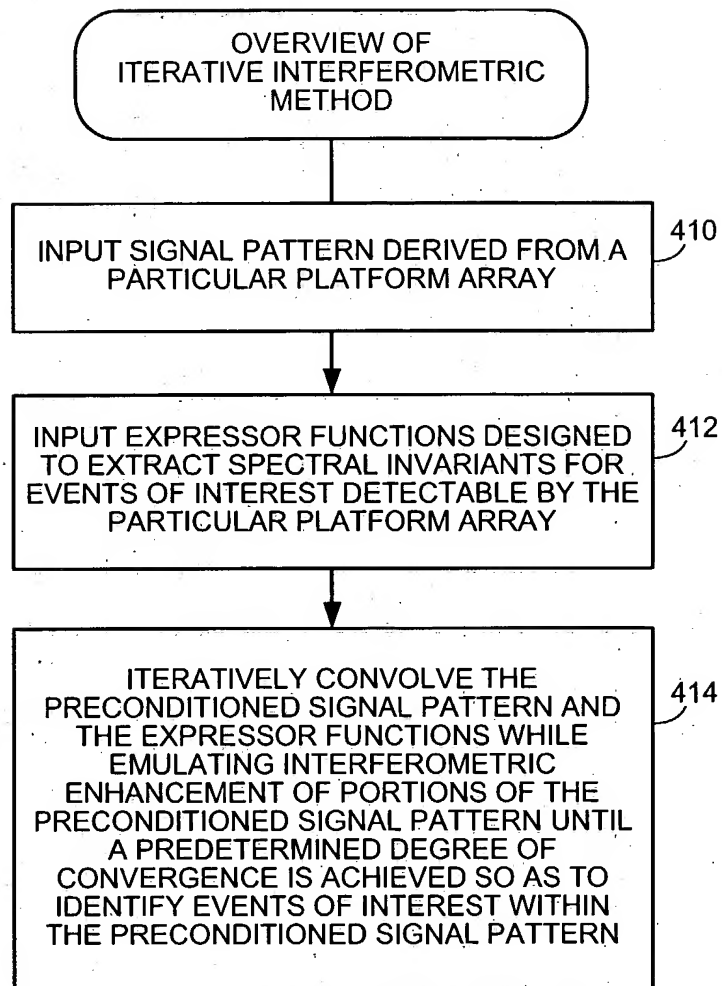 OVERVIEW OF
ITERATIVE INTERFEROMETRIC
METHOD
INPUT SIGNAL PATTERN DERIVED FROM A
PARTICULAR PLATFORM ARRAY
410
INPUT EXPRESSOR FUNCTIONS DESIGNED
TO EXTRACT SPECTRAL INVARIANTS FOR
EVENTS OF INTEREST DETECTABLE BY THE
PARTICULAR PLATFORM ARRAY
412
ITERATIVELY CONVOLVE THE
PRECONDITIONED SIGNAL PATTERN AND
THE EXPRESSOR FUNCTIONS WHILE
EMULATING INTERFEROMETRIC
ENHANCEMENT OF PORTIONS OF THE
PRECONDITIONED SIGNAL PATTERN UNTIL
A PREDETERMINED DEGREE OF
CONVERGENCE IS ACHIEVED SO AS TO
IDENTIFY EVENTS OF INTEREST WITHIN
THE PRECONDITIONED SIGNAL PATTERN
414